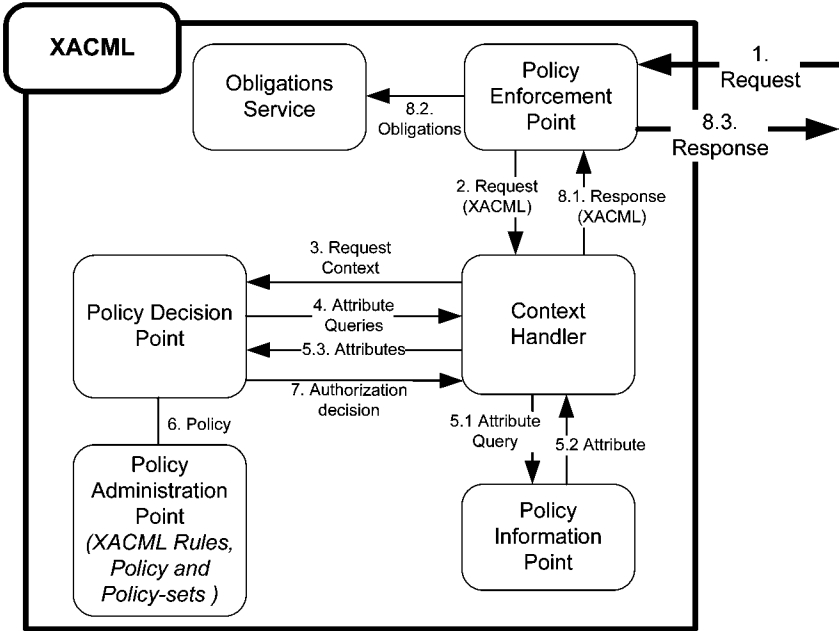 XACML
Obligations
Service
8.2.
Obligations
Policy
Enforcement
Point
1.
Request
8.3.
Response
2. Request
(XACML)
8.1. Response
(XACML)
3. Request
Context
Policy Decision
Point
4. Attribute
Queries
5.3. Attributes
7. Authorization
decision
Context
Handler
6. Policy
5.1 Attribute
Query
5.2 Attribute
Policy
Administration
Point
(XACML Rules,
Policy and
Policy-sets )
Policy
Information
Point